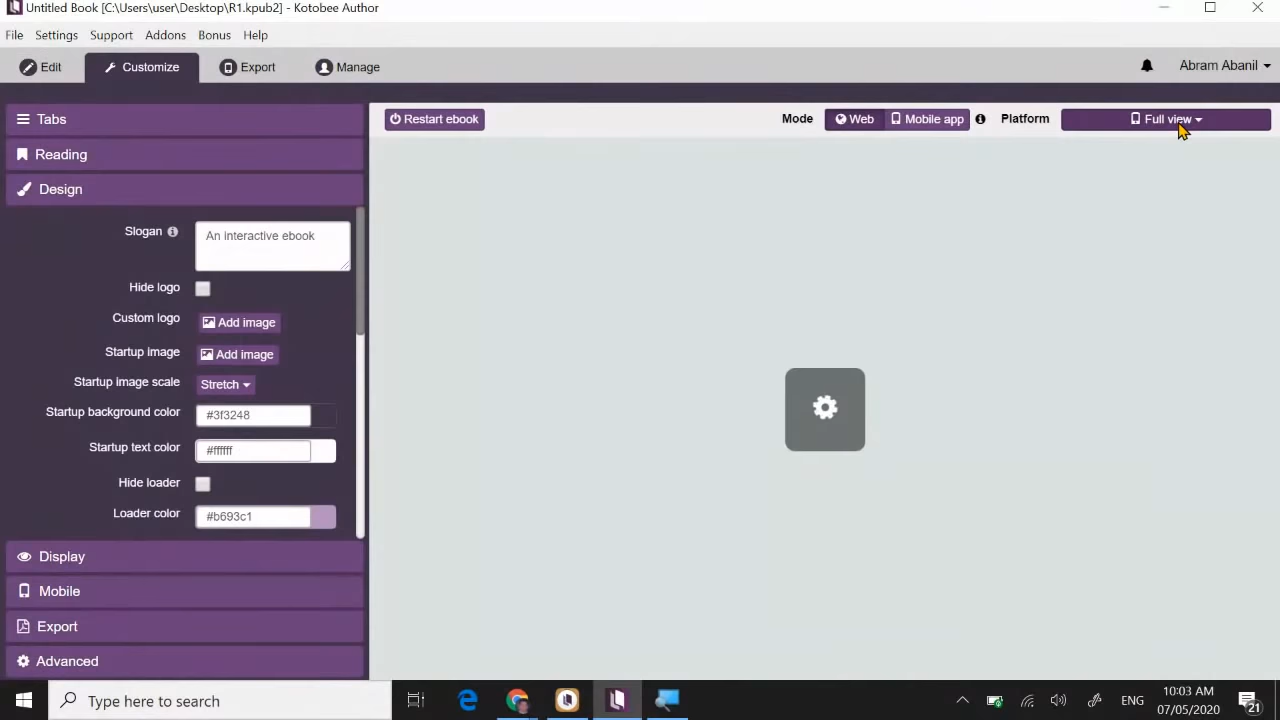 Untitled Book [C:\Users\user\Desktop\R1.kpub2] - Kotobee Author
File Settings Support Addons Bonus Help
Edit Customize Export Manage Abram Abanil
Tabs
Restart ebook Mode Web Mobile app Platform Full view
Reading
Design
Slogan An interactive ebook
Hide logo
Custom logo Add image
Startup image Add image
Startup image scale Stretch
Startup background color #3f3248
Startup text color #ffffff
Hide loader
Loader color #b693c1
Display
Mobile
Export
Advanced
Type here to search ENG 10:03 AM
07/05/2020 21